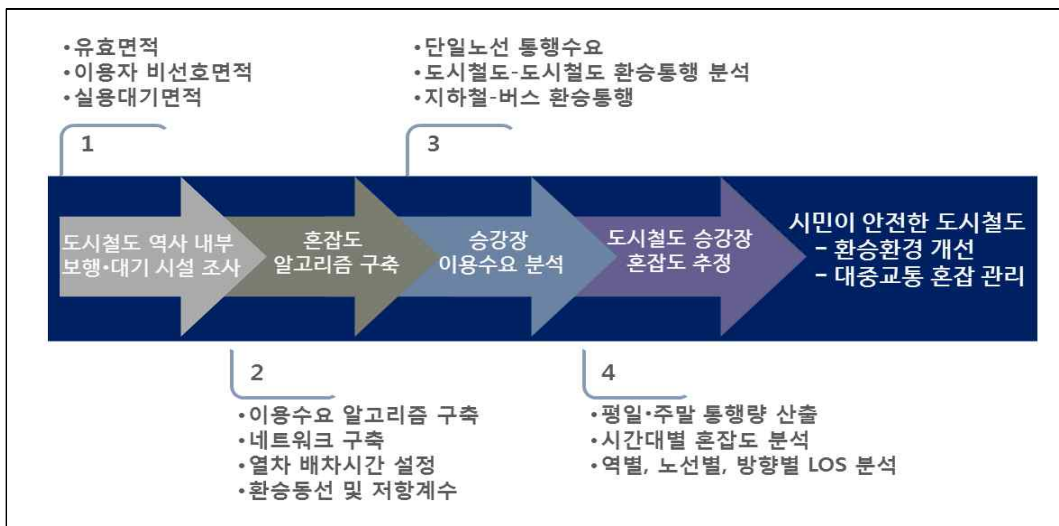 •유효면적
•이용자 비선호면적
•실용대기면적
1
•단일노선 통행수요
•도시철도-도시철도 환승통행 분석
•지하철-버스 환승통행
3
도시철도 역사 내부
보행•대기 시설 조사
혼잡도
알고리즘 구축
승강장
이용수요 분석
도시철도 승강장
혼잡도 추정
시민이 안전한 도시철도
– 환승환경 개선
– 대중교통 혼잡 관리
2
•이용수요 알고리즘 구축
•네트워크 구축
•열차 배차시간 설정
•환승동선 및 저항계수
4
•평일•주말 통행량 산출
•시간대별 혼잡도 분석
•역별, 노선별, 방향별 LOS 분석